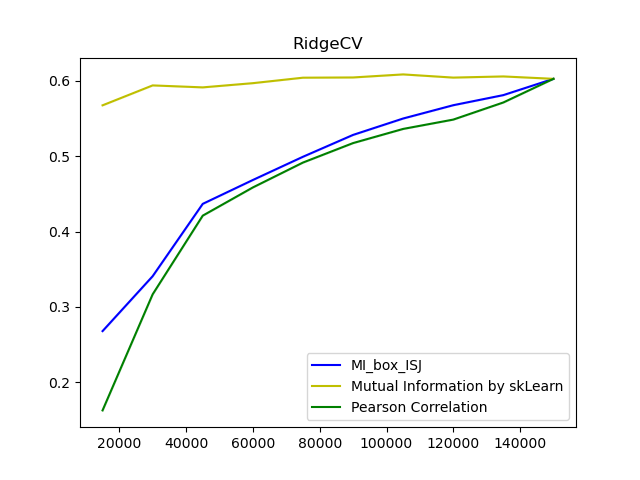 RidgeCV
0.6
0.5
0.4
0.3
0.2
MI_box_ISJ
Mutual Information by skLearn
Pearson Correlation
20000 40000 60000 80000 100000 120000 140000